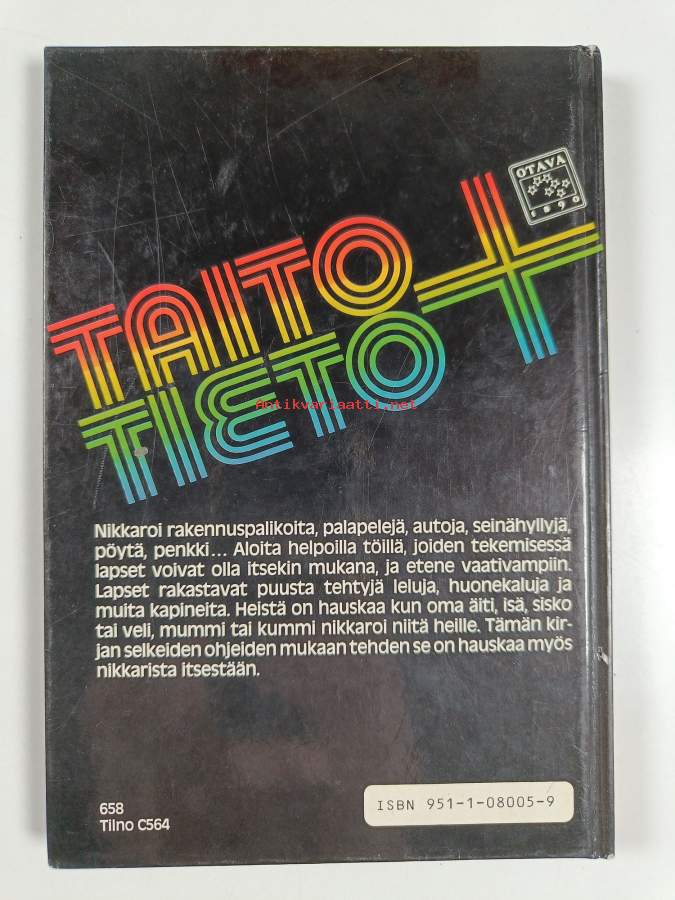 OTAVA
1890
TAITO +
TIETO
Antikvariaatti.net
Nikkaroi rakennuspalikoita, palapelejä, autoja, seinähyllyjä,
pöytä, penkki... Aloita helpoilla töillä, joiden tekemisessä
lapset voivat olla itsekin mukana, ja etene vaativampiin.
Lapset rakastavat puusta tehtyjä leluja, huonekaluja ja
muita kapineita. Heistä on hauskaa kun oma äiti, isä, sisko
tai veli, mummi tai kummi nikkaroi niitä heille. Tämän kir-
jan selkeiden ohjeiden mukaan tehden se on hauskaa myös
nikkarista itsestään.
658
Tilno C564
ISBN 951-1-08005-9